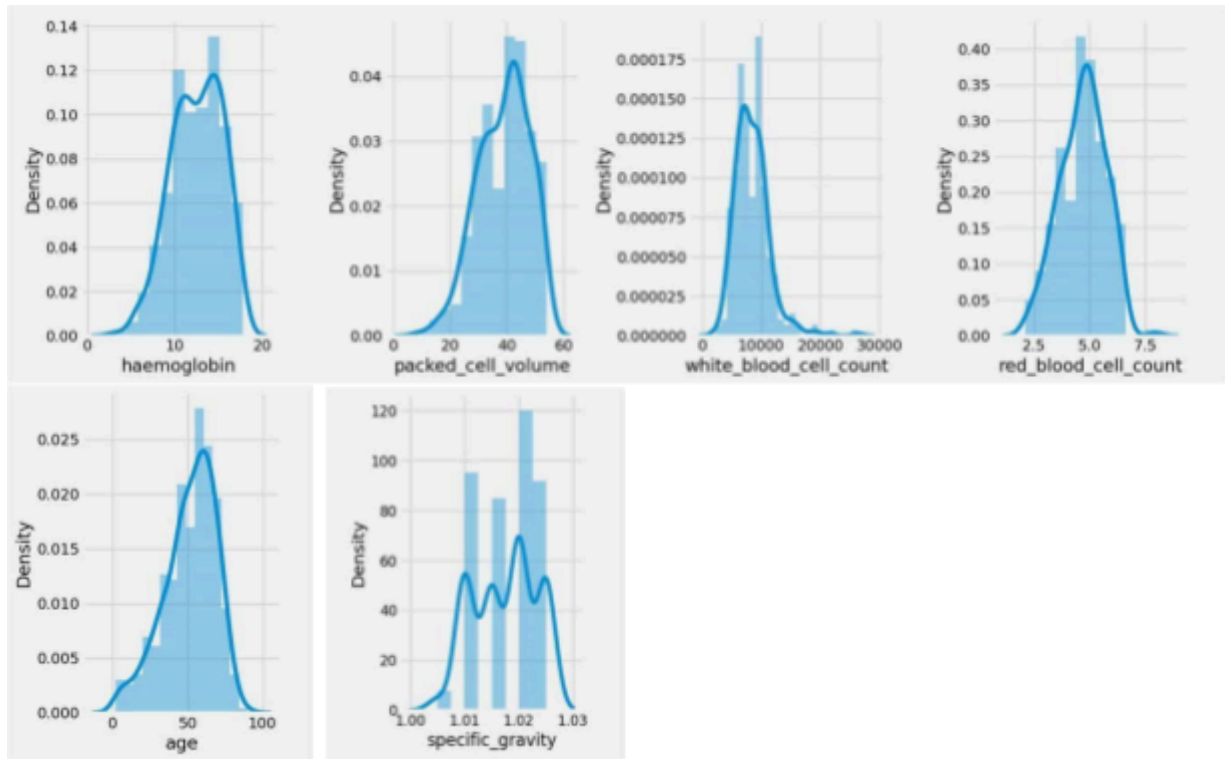 0.14
0.12
0.10
0.08
0.06
0.04
0.02
0.00
Density
0 10 20
haemoglobin
0.04
0.03
0.02
0.01
0.00
Density
0 20 40 60
packed_cell_volume
0.000175
0.000150
0.000125
0.000100
0.000075
0.000050
0.000025
0.000000
Density
0 10000 20000 30000
white_blood_cell_count
0.40
0.35
0.30
0.25
0.20
0.15
0.10
0.05
0.00
Density
2.5 5.0 7.5
red_blood_cell_count
0.025
0.020
0.015
0.010
0.005
0.000
Density
0 50 100
age
120
100
80
60
40
20
0
Density
1.00 1.01 1.02 1.03
specific_gravity